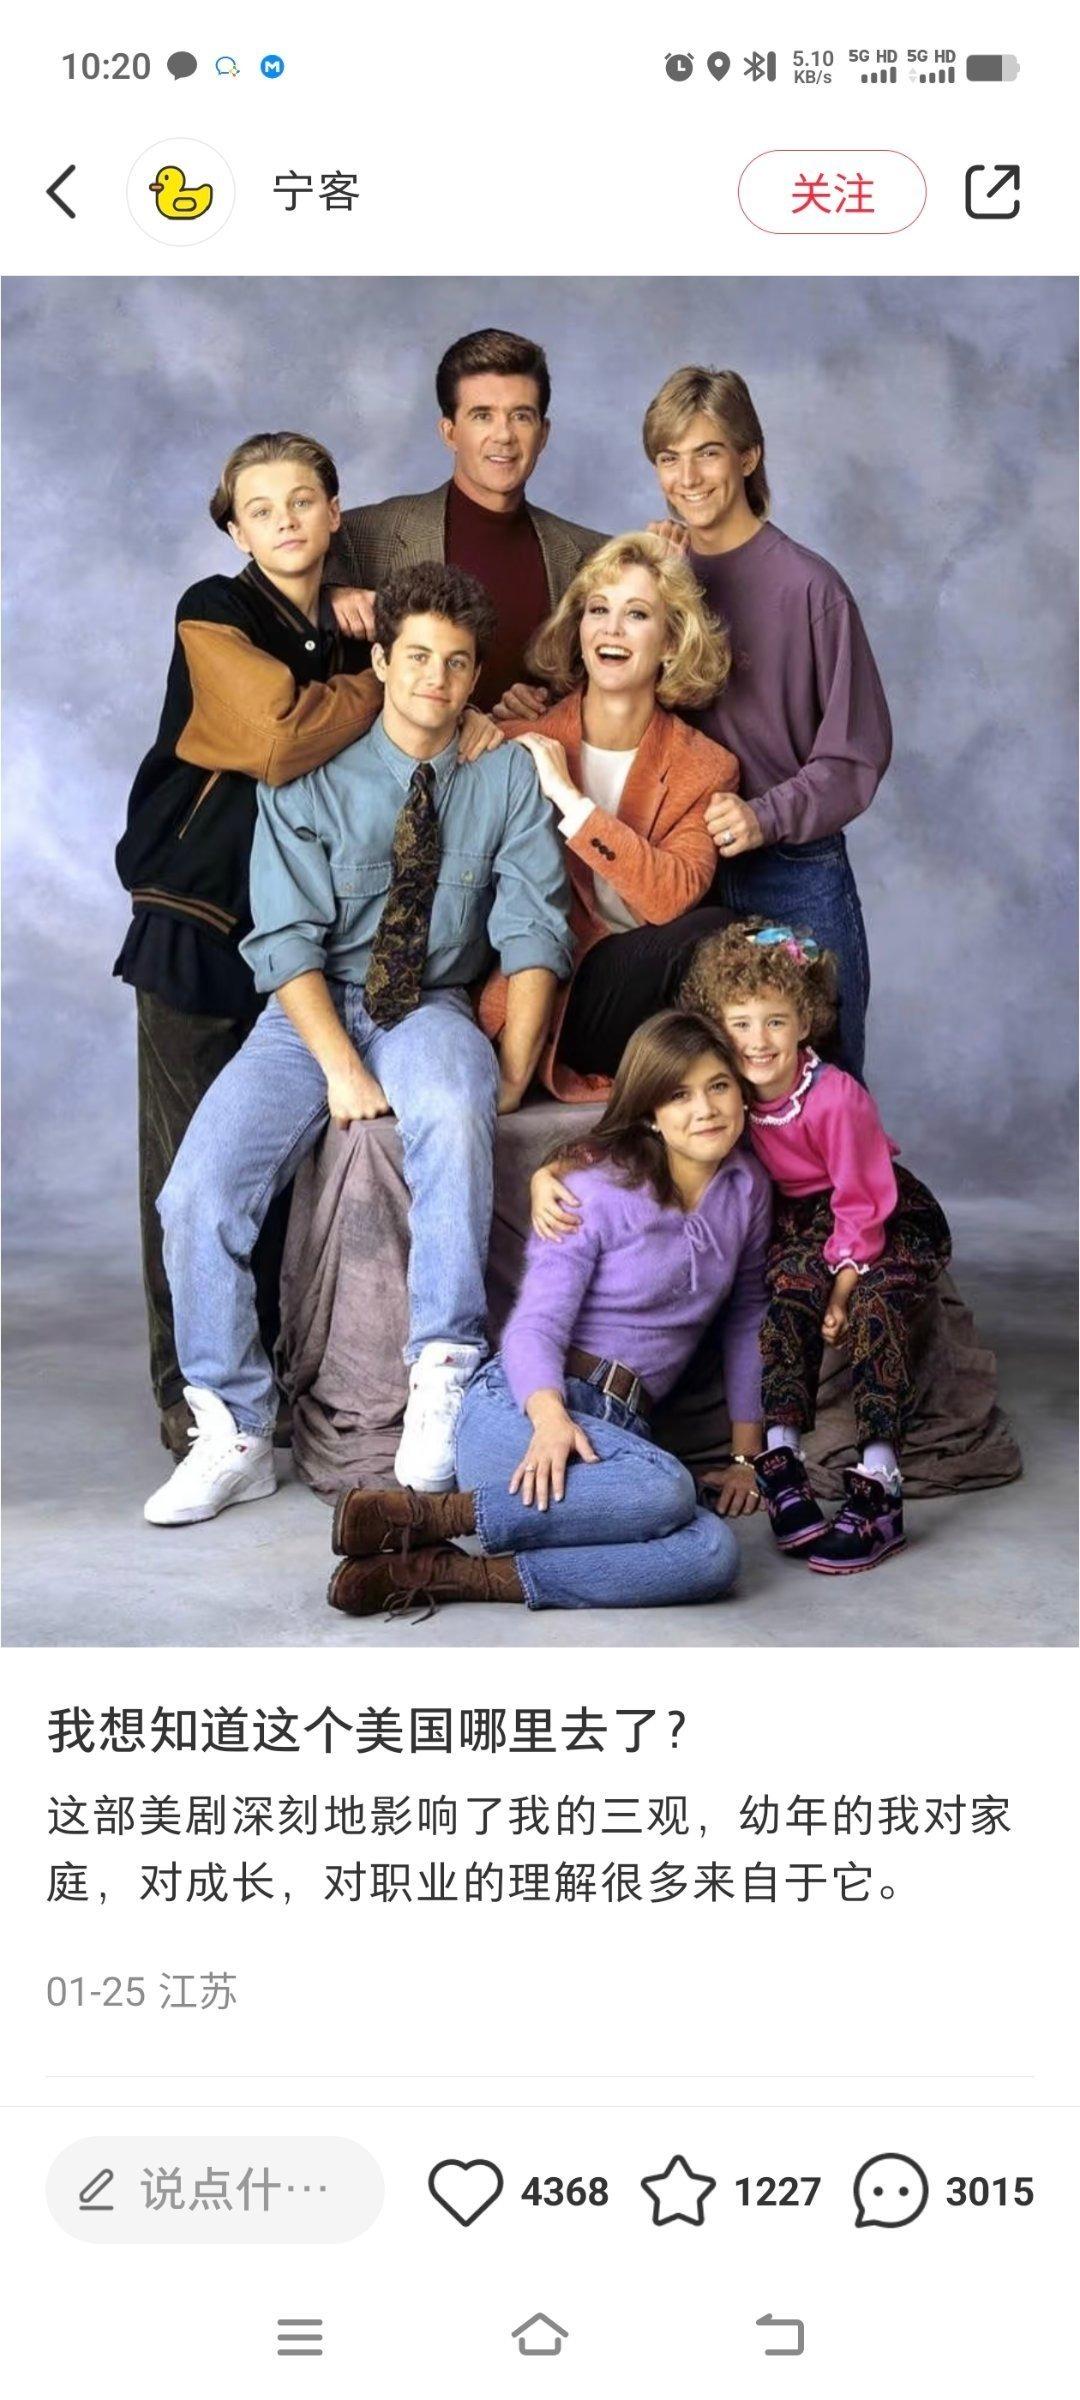 10:20
5.10 KB/s 5G HD 5G HD
宁客
关注
我想知道这个美国哪里去了?
这部美剧深刻地影响了我的三观，幼年的我对家
庭，对成长，对职业的理解很多来自于它。
01-25 江苏
说点什… 4368 1227 3015